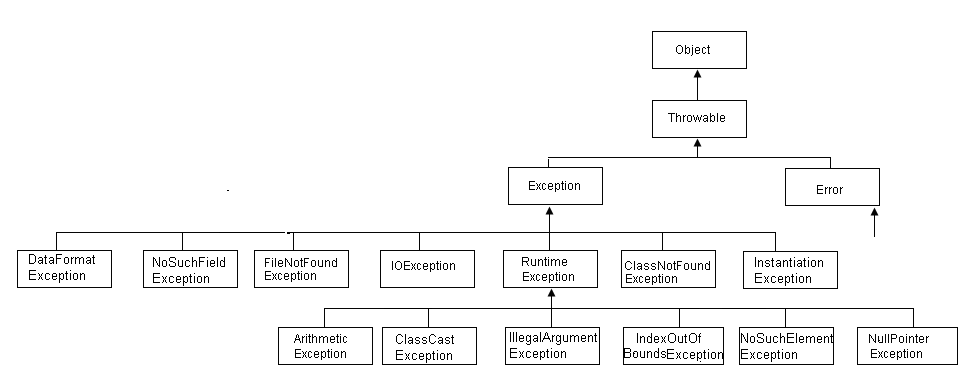 Object
Throwable
Exception
Error
DataFormat
Exception
NoSuchField
Exception
FileNotFound
Exception
IOException
Runtime
Exception
ClassNotFound
Exception
Instantiation
Exception
Arithmetic
Exception
ClassCast
Exception
IllegalArgument
Exception
IndexOutOf
BoundsException
NoSuchElement
Exception
NullPointer
Exception